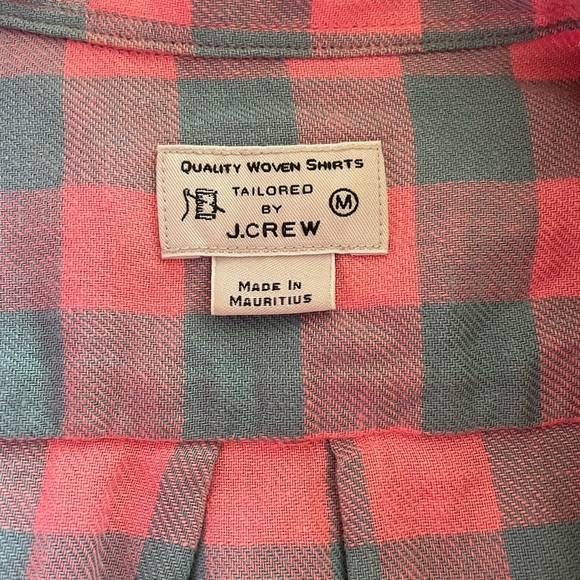 QUALITY WOVEN SHIRTS
TAILORED
BY
M
J.CREW
MADE IN
MAURITIUS